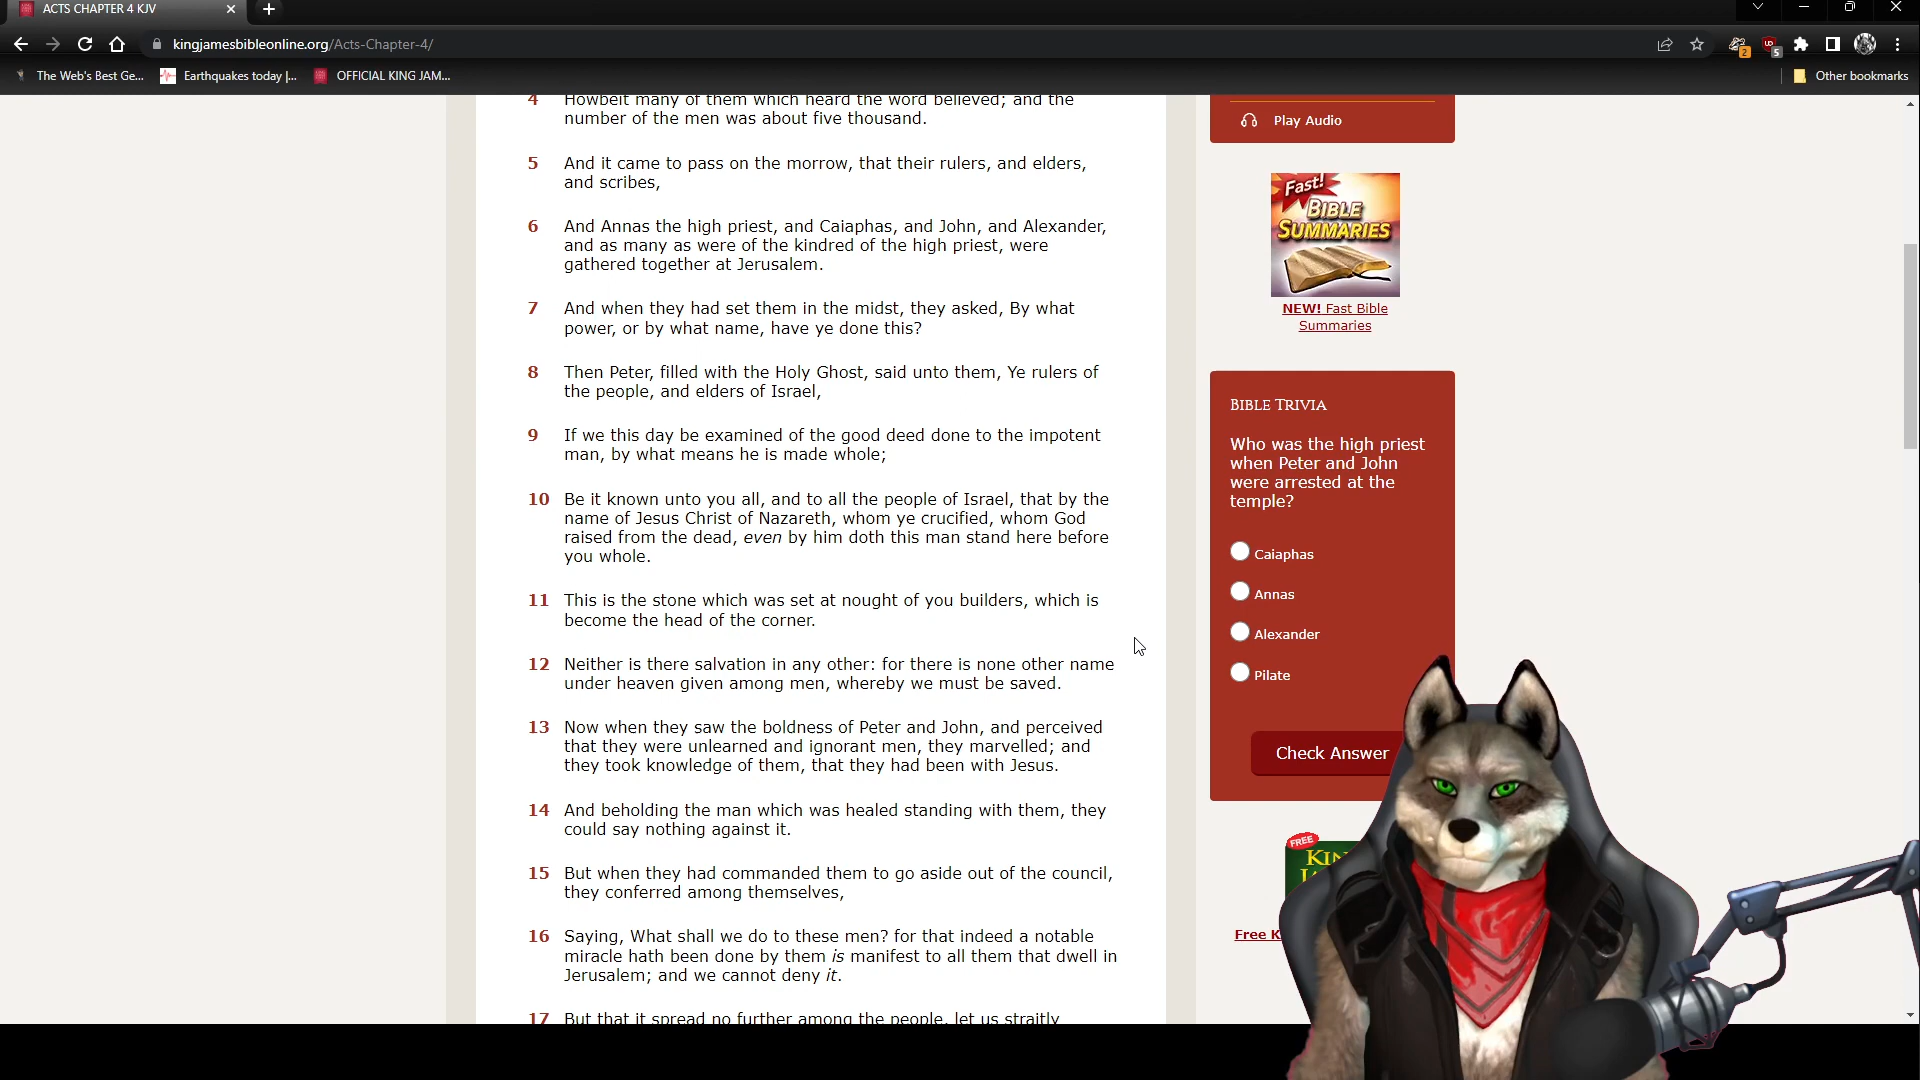 ACTS CHAPTER 4 KJV
kingjamesbibleonline.org/Acts-Chapter-4/
2
5
The Web's Best Ge...
Earthquakes today |...
OFFICIAL KING JAM...
Other bookmarks
4 Howbeit many of them which heard the word believed; and the
number of the men was about five thousand.
5 And it came to pass on the morrow, that their rulers, and elders,
and scribes,
6 And Annas the high priest, and Caiaphas, and John, and Alexander,
and as many as were of the kindred of the high priest, were
gathered together at Jerusalem.
7 And when they had set them in the midst, they asked, By what
power, or by what name, have ye done this?
8 Then Peter, filled with the Holy Ghost, said unto them, Ye rulers of
the people, and elders of Israel,
9 If we this day be examined of the good deed done to the impotent
man, by what means he is made whole;
10 Be it known unto you all, and to all the people of Israel, that by the
name of Jesus Christ of Nazareth, whom ye crucified, whom God
raised from the dead, even by him doth this man stand here before
you whole.
11 This is the stone which was set at nought of you builders, which is
become the head of the corner.
12 Neither is there salvation in any other: for there is none other name
under heaven given among men, whereby we must be saved.
13 Now when they saw the boldness of Peter and John, and perceived
that they were unlearned and ignorant men, they marvelled; and
they took knowledge of them, that they had been with Jesus.
14 And beholding the man which was healed standing with them, they
could say nothing against it.
15 But when they had commanded them to go aside out of the council,
they conferred among themselves,
16 Saying, What shall we do to these men? for that indeed a notable
miracle hath been done by them is manifest to all them that dwell in
Jerusalem; and we cannot deny it.
17 But that it spread no further among the people, let us straitly
Play Audio
Fast!
BIBLE
SUMMARIES
NEW! Fast Bible
Summaries
BIBLE TRIVIA
Who was the high priest
when Peter and John
were arrested at the
temple?
Caiaphas
Annas
Alexander
Pilate
Check Answer
FREE
KIN
Free K